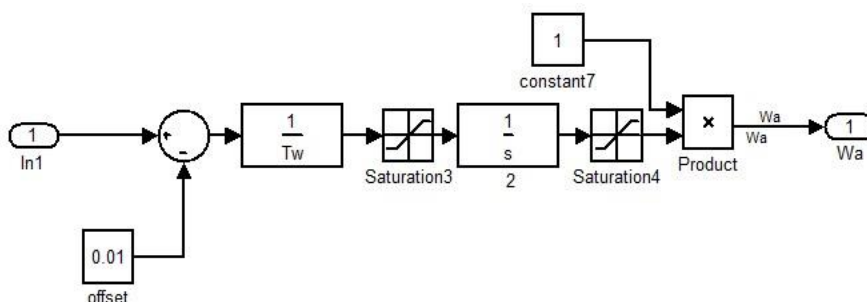 1
In1
+
-
0.01
offset
1
Tw
Saturation3
1
s
2
Saturation4
1
constant7
×
Product
Wa
Wa
1
Wa